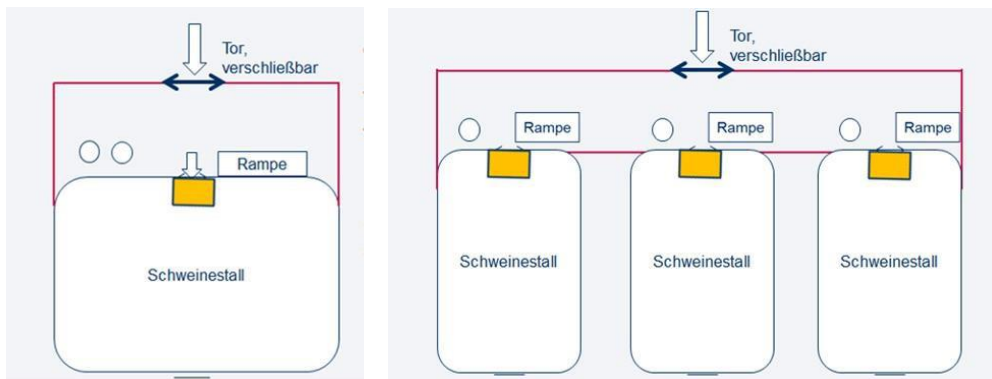 Tor,
verschließbar
Rampe
Schweinestall
Tor,
verschließbar
Rampe
Rampe
Rampe
Schweinestall
Schweinestall
Schweinestall